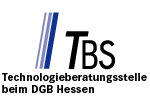 TBS
Technologieberatungsstelle
beim DGB Hessen